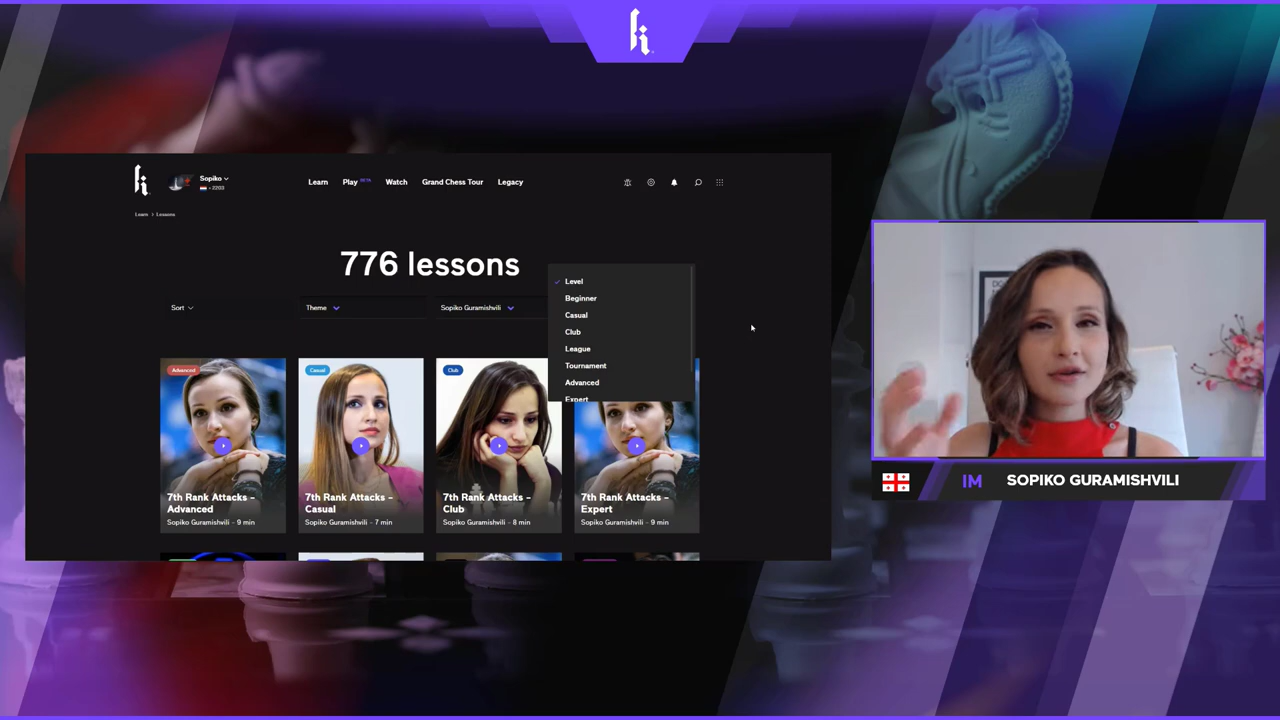 Sopiko
2203
Learn
Play BETA
Watch
Grand Chess Tour
Legacy
Learn > Lessons
776 lessons
Sort
Theme
Sopiko Guramishvili
Level
Beginner
Casual
Club
League
Tournament
Advanced
Expert
Advanced
7th Rank Attacks –
Advanced
Sopiko Guramishvili – 9 min
Casual
7th Rank Attacks –
Casual
Sopiko Guramishvili – 7 min
Club
7th Rank Attacks –
Club
Sopiko Guramishvili – 8 min
7th Rank Attacks –
Expert
Sopiko Guramishvili – 9 min
IM SOPIKO GURAMISHVILI